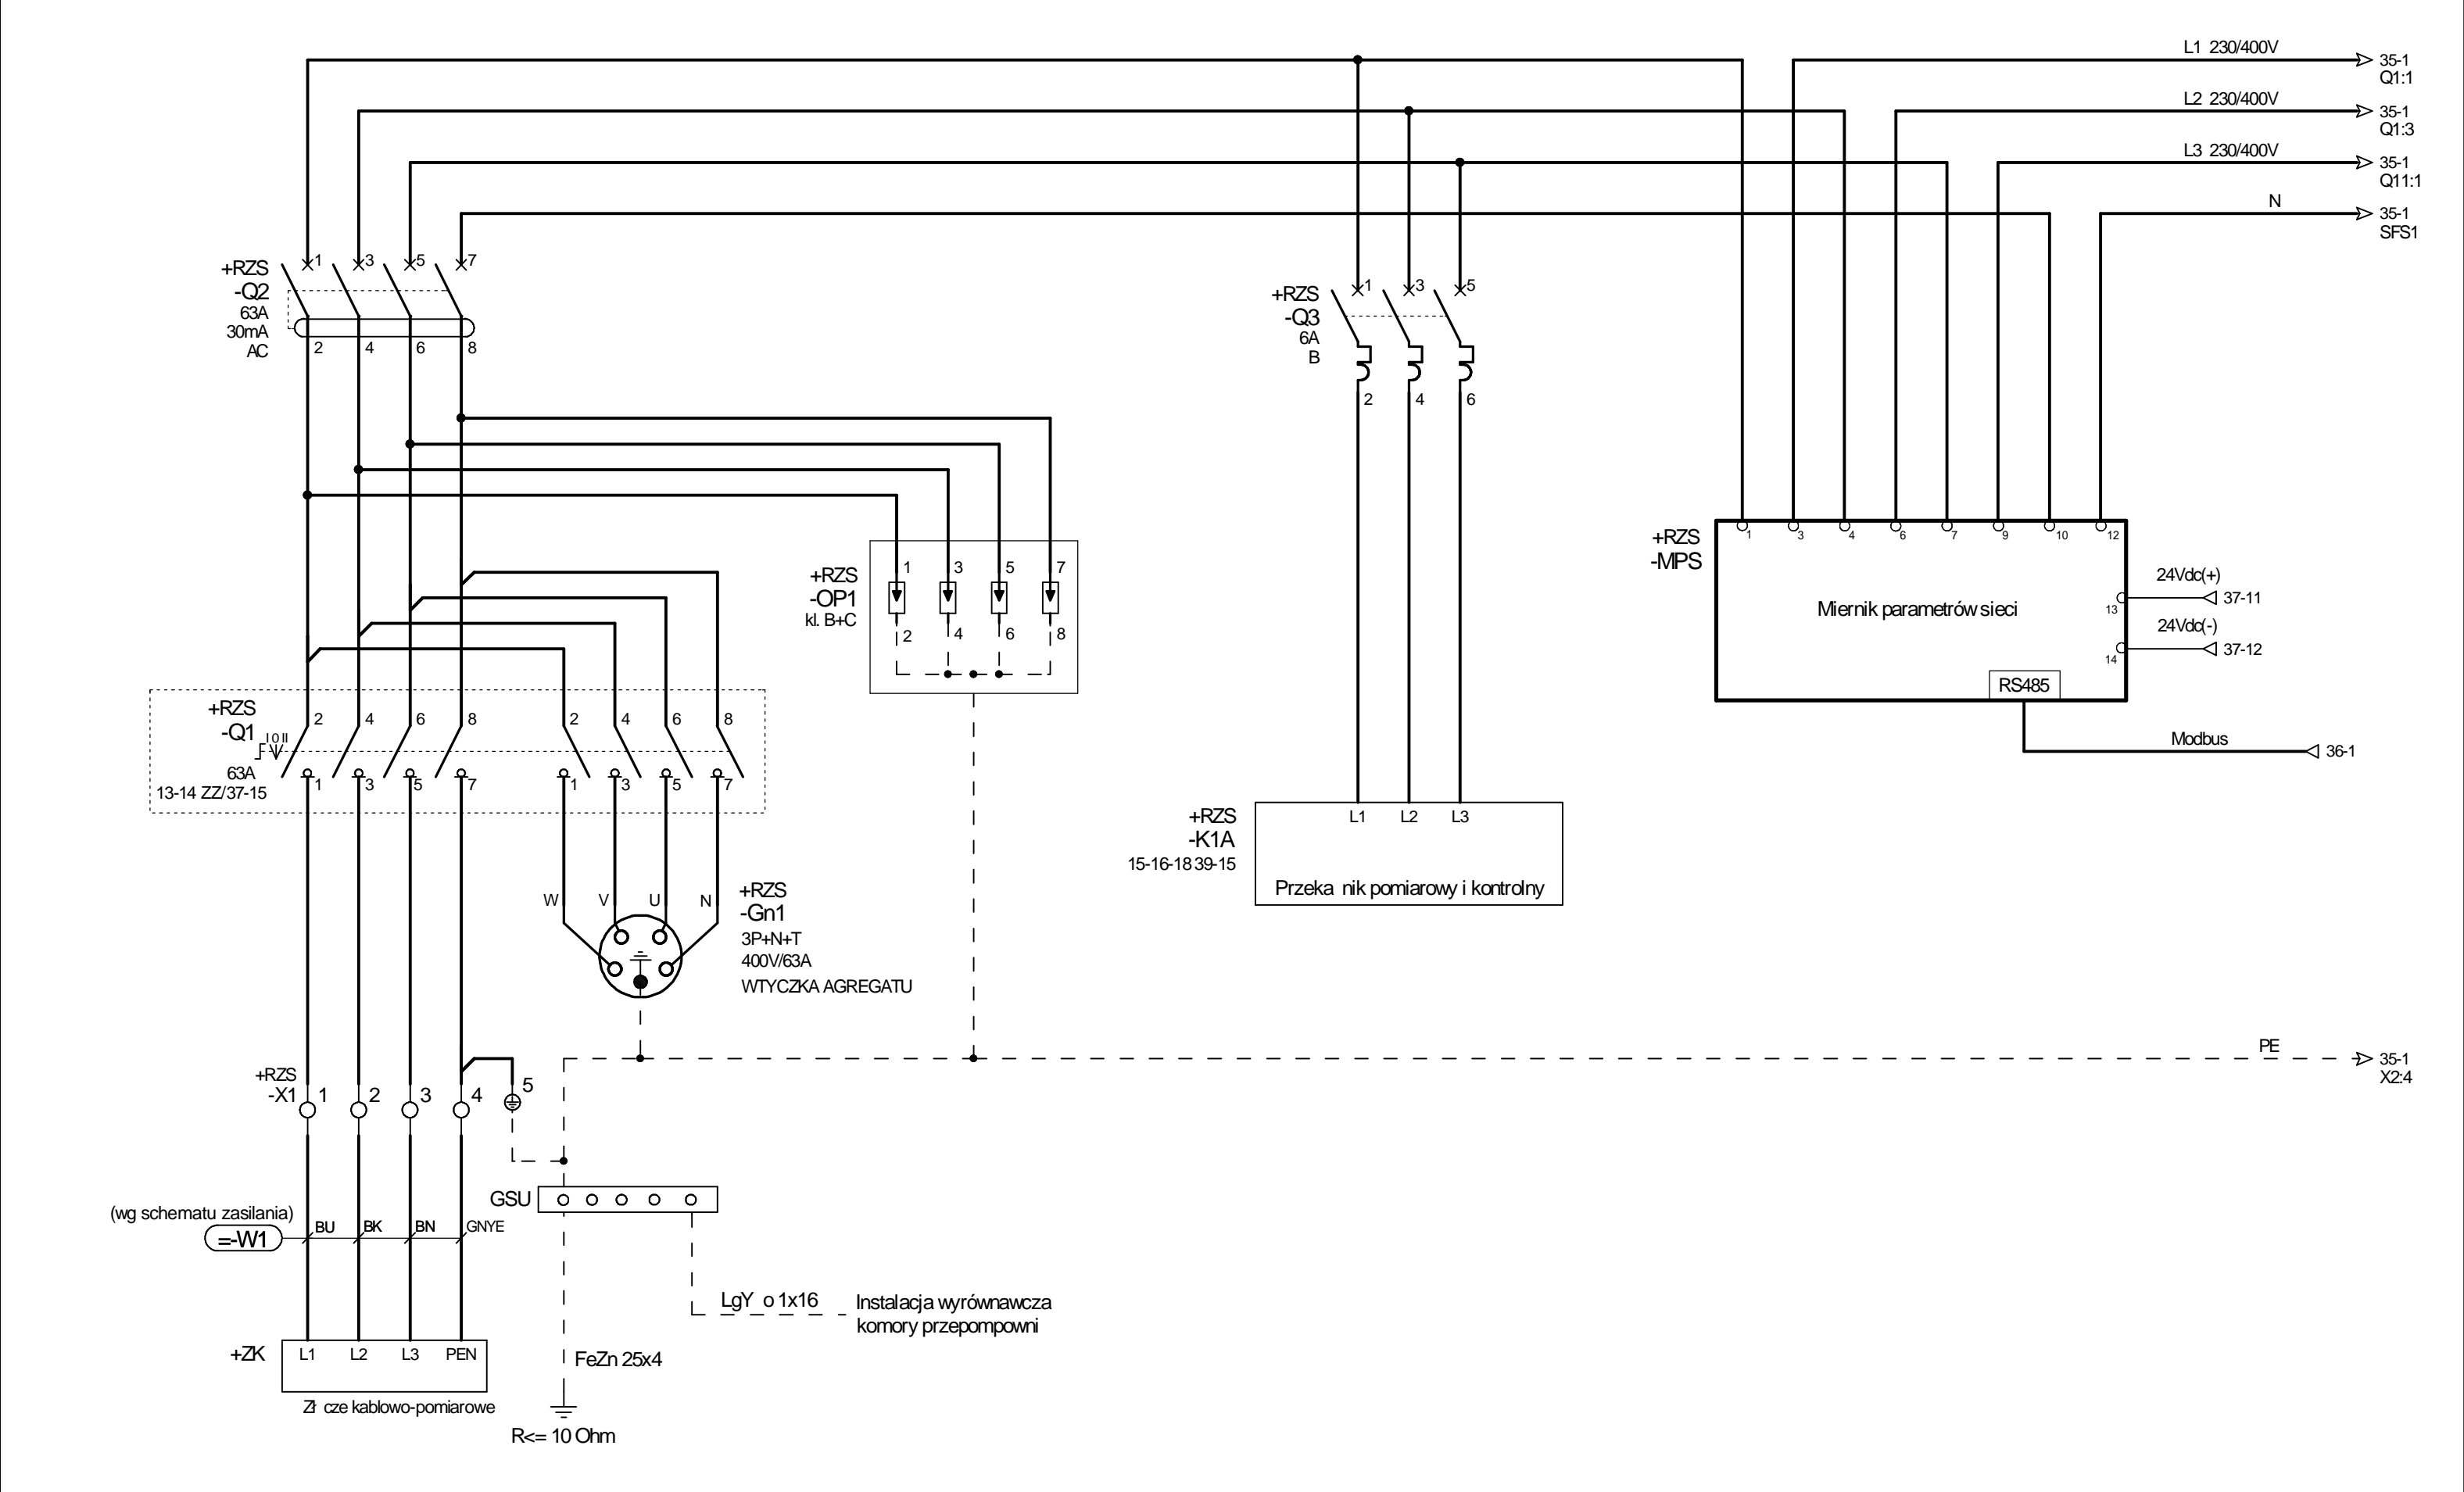 L1 230/400V
35-1
Q1:1
L2 230/400V
35-1
Q1:3
L3 230/400V
35-1
Q11:1
N
35-1
SFS1
+RZS
-Q2
63A
30mA
AC
1 3 5 7
2 4 6 8
+RZS
-Q3
6A
B
1 3 5
2 4 6
+RZS
-OP1
kl. B+C
1 3 5 7
2 4 6 8
+RZS
-MPS
1 3 4 6 7 9 10 12
Miernik parametrów sieci
24Vdc(+)
13
37-11
24Vdc(-)
14
37-12
RS485
Modbus
36-1
+RZS
-Q1
I 0 II
63A
13-14 ZZ/37-15
2 4 6 8 2 4 6 8
1 3 5 7 1 3 5 7
+RZS
-K1A
15-16-18 39-15
L1 L2 L3
Przeka nik pomiarowy i kontrolny
W V U N
+RZS
-Gn1
3P+N+T
400V/63A
WTYCZKA AGREGATU
PE
35-1
X2:4
+RZS
-X1
1 2 3 4 5
GSU
(wg schematu zasilania)
=-W1
BU BK BN GNYE
LgY o 1x16
Instalacja wyrównawcza
komory przepompowni
+ZK
L1 L2 L3 PEN
Zł cze kablowo-pomiarowe
FeZn 25x4
R<= 10 Ohm